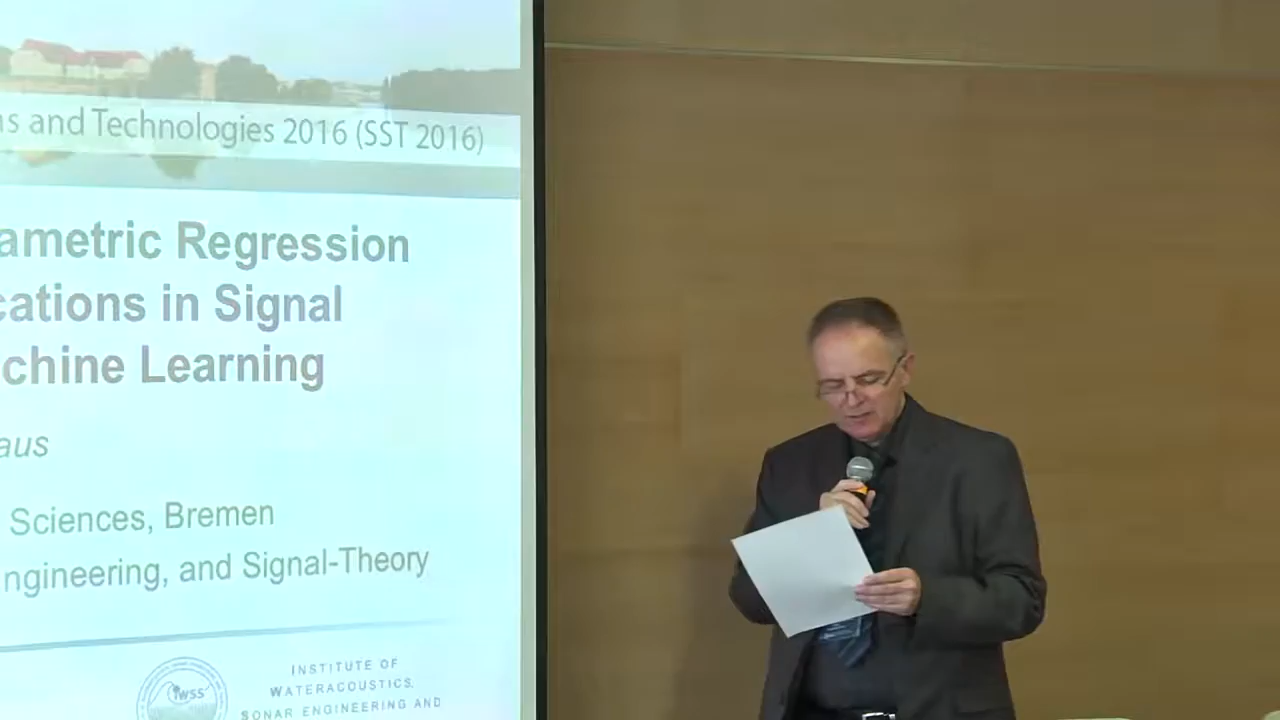 ns and Technologies 2016 (SST 2016)
ametric Regression
cations in Signal
chine Learning
aus
Sciences, Bremen
ngineering, and Signal-Theory
iwss
INSTITUTE OF
WATERACOUSTICS,
SONAR ENGINEERING AND